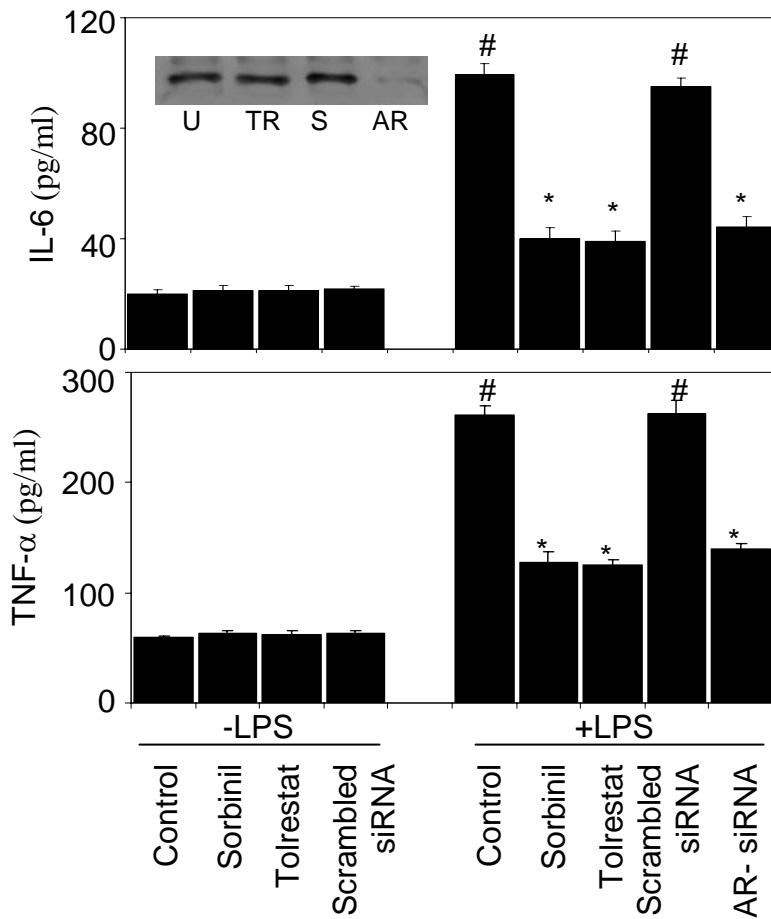 120
80
40
0
IL-6 (pg/ml)
U TR S AR
# * * # *
300
200
100
0
TNF-α (pg/ml)
# * * # *
-LPS +LPS
Control
Sorbinil
Tolrestat
Scrambled
siRNA
Control
Sorbinil
Tolrestat
Scrambled
siRNA
AR- siRNA